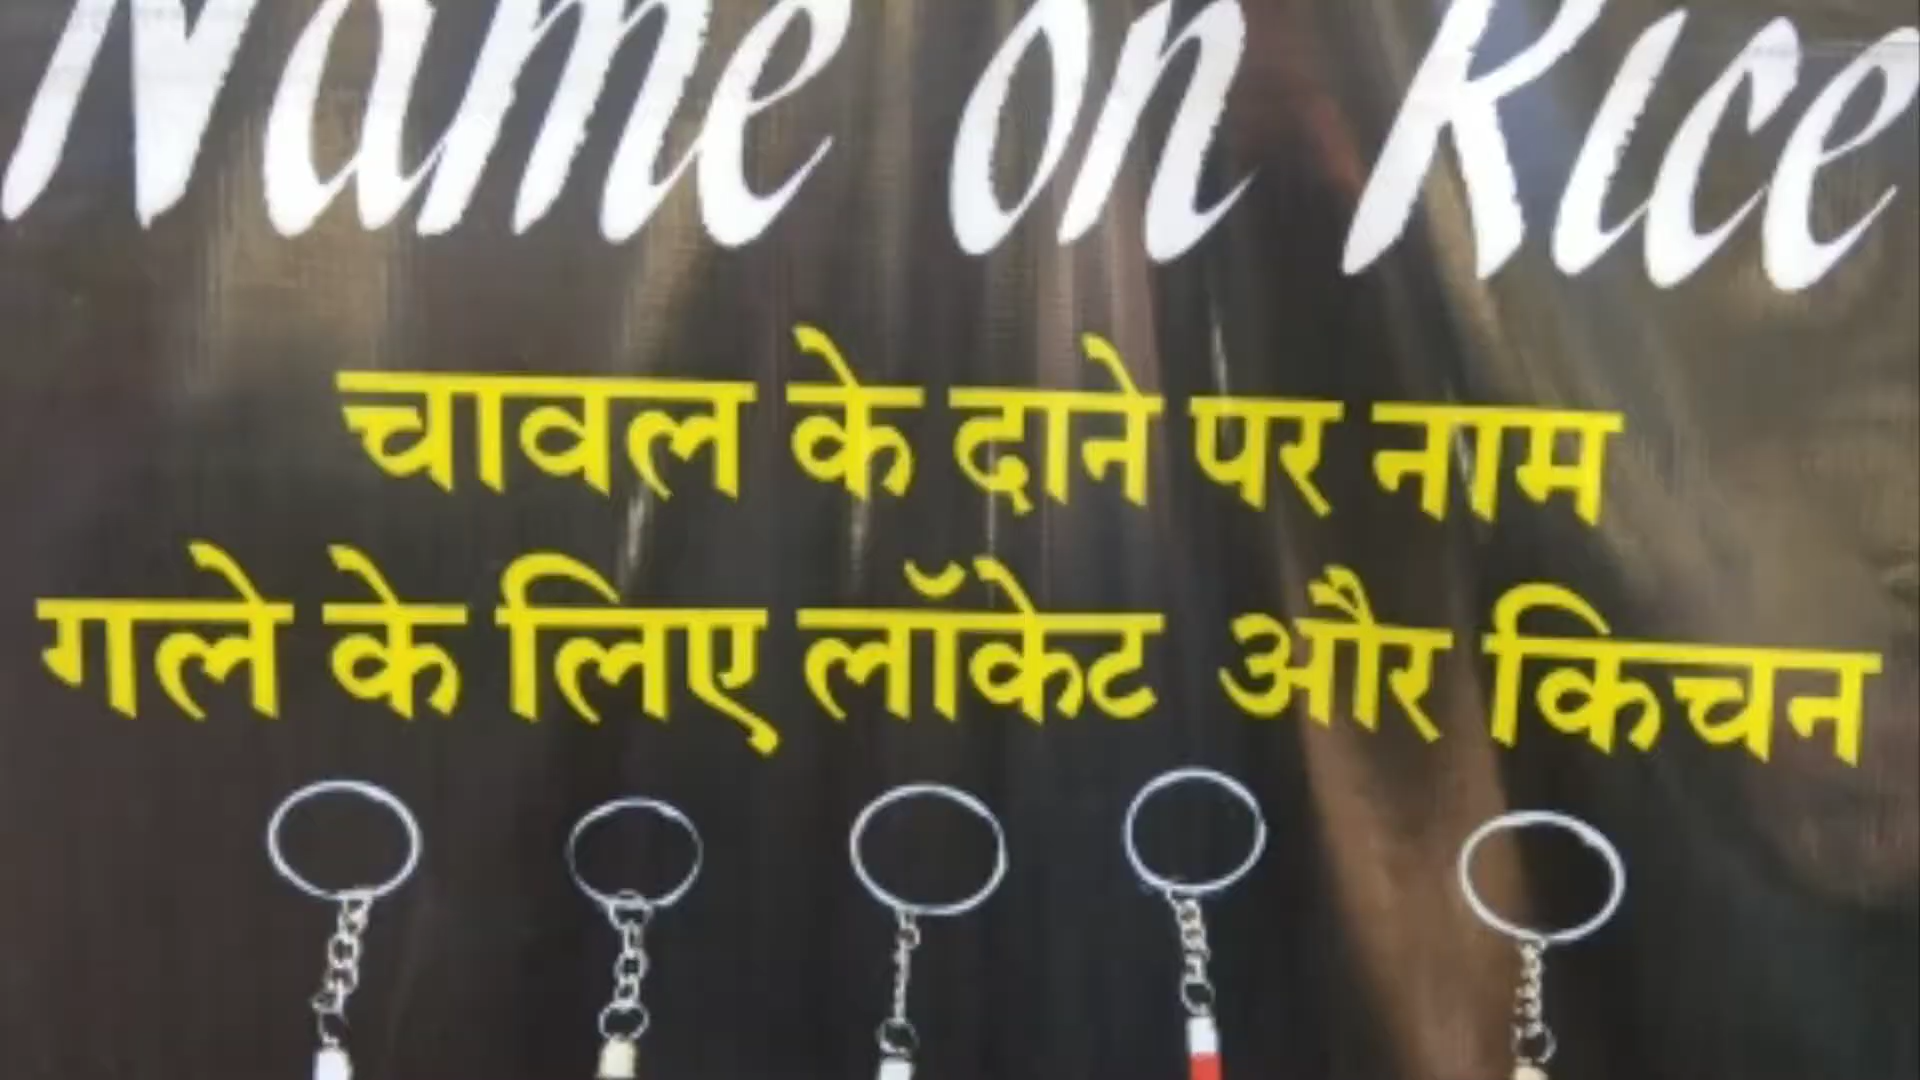 Name on Rice
चावल के दाने पर नाम
गले के लिए लॉकेट और किचन